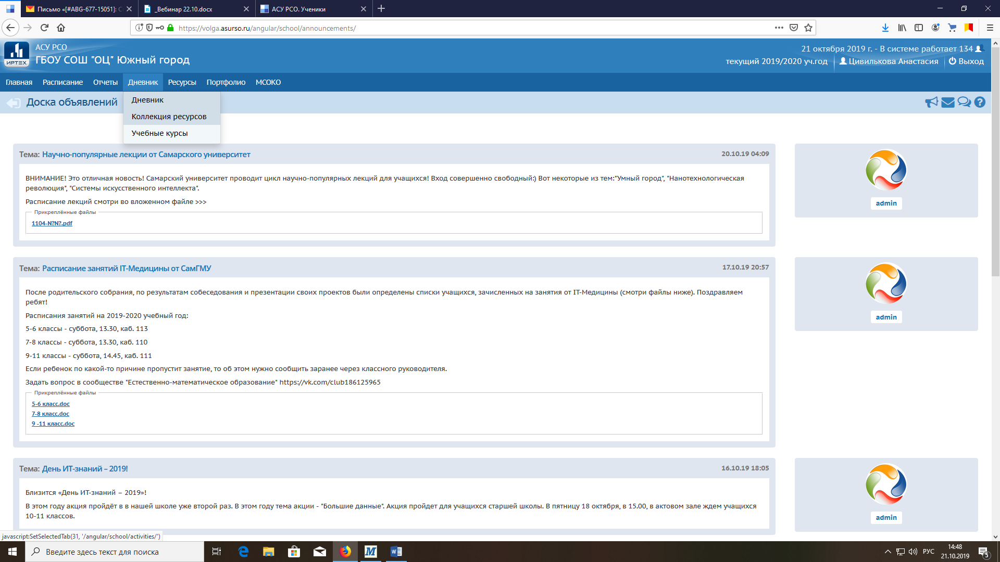 Письмо «[#ABG-677-15051]: С
_Вебинар 22.10.docx
АСУ РСО. Ученики
https://volga.asurso.ru/angular/school/announcements/
АСУ РСО
ГБОУ СОШ "ОЦ" Южный город
ИРТЕХ
21 октября 2019 г. - В системе работает 134
текущий 2019/2020 уч.год
Цивилькова Анастасия
Выход
Главная Расписание Отчеты Дневник Ресурсы Портфолио МСОКО
Доска объявлений
Дневник
Коллекция ресурсов
Учебные курсы
Тема: Научно-популярные лекции от Самарского университет
20.10.19 04:09
ВНИМАНИЕ! Это отличная новость! Самарский университет проводит цикл научно-популярных лекций для учащихся! Вход совершенно свободный:) Вот некоторые из тем:"Умный город", "Нанотехнологическая
революция", "Системы искусственного интеллекта".
Расписание лекций смотри во вложенном файле >>>
Прикреплённые файлы
1104-N?N?.pdf
admin
Тема: Расписание занятий IT-Медицины от СамГМУ
17.10.19 20:57
После родительского собрания, по результатам собеседования и презентации своих проектов были определены списки учащихся, зачисленных на занятия от IT-Медицины (смотри файлы ниже). Поздравляем
ребят!
Расписания занятий на 2019-2020 учебный год:
5-6 классы - суббота, 13.30, каб. 113
7-8 классы - суббота, 13.30, каб. 110
9-11 классы - суббота, 14.45, каб. 111
Если ребенок по какой-то причине пропустит занятие, то об этом нужно сообщить заранее через классного руководителя.
Задать вопрос в сообществе "Естественно-математическое образование" https://vk.com/club186125965
Прикреплённые файлы
5-6 класс.doc
7-8 класс.doc
9 -11 класс.doc
admin
Тема: День ИТ-знаний – 2019!
16.10.19 18:05
Близится «День ИТ-знаний – 2019»!
В этом году акция пройдёт в в нашей школе уже второй раз. В этом году тема акции - "Большие данные". Акция пройдет для учащихся старшей школы. В пятницу 18 октября, в 15.00, в актовом зале ждем учащихся
10-11 классов.
admin
javascript:SetSelectedTab(31, '/angular/school/activities/')
Введите здесь текст для поиска
РУС
14:48
21.10.2019
5